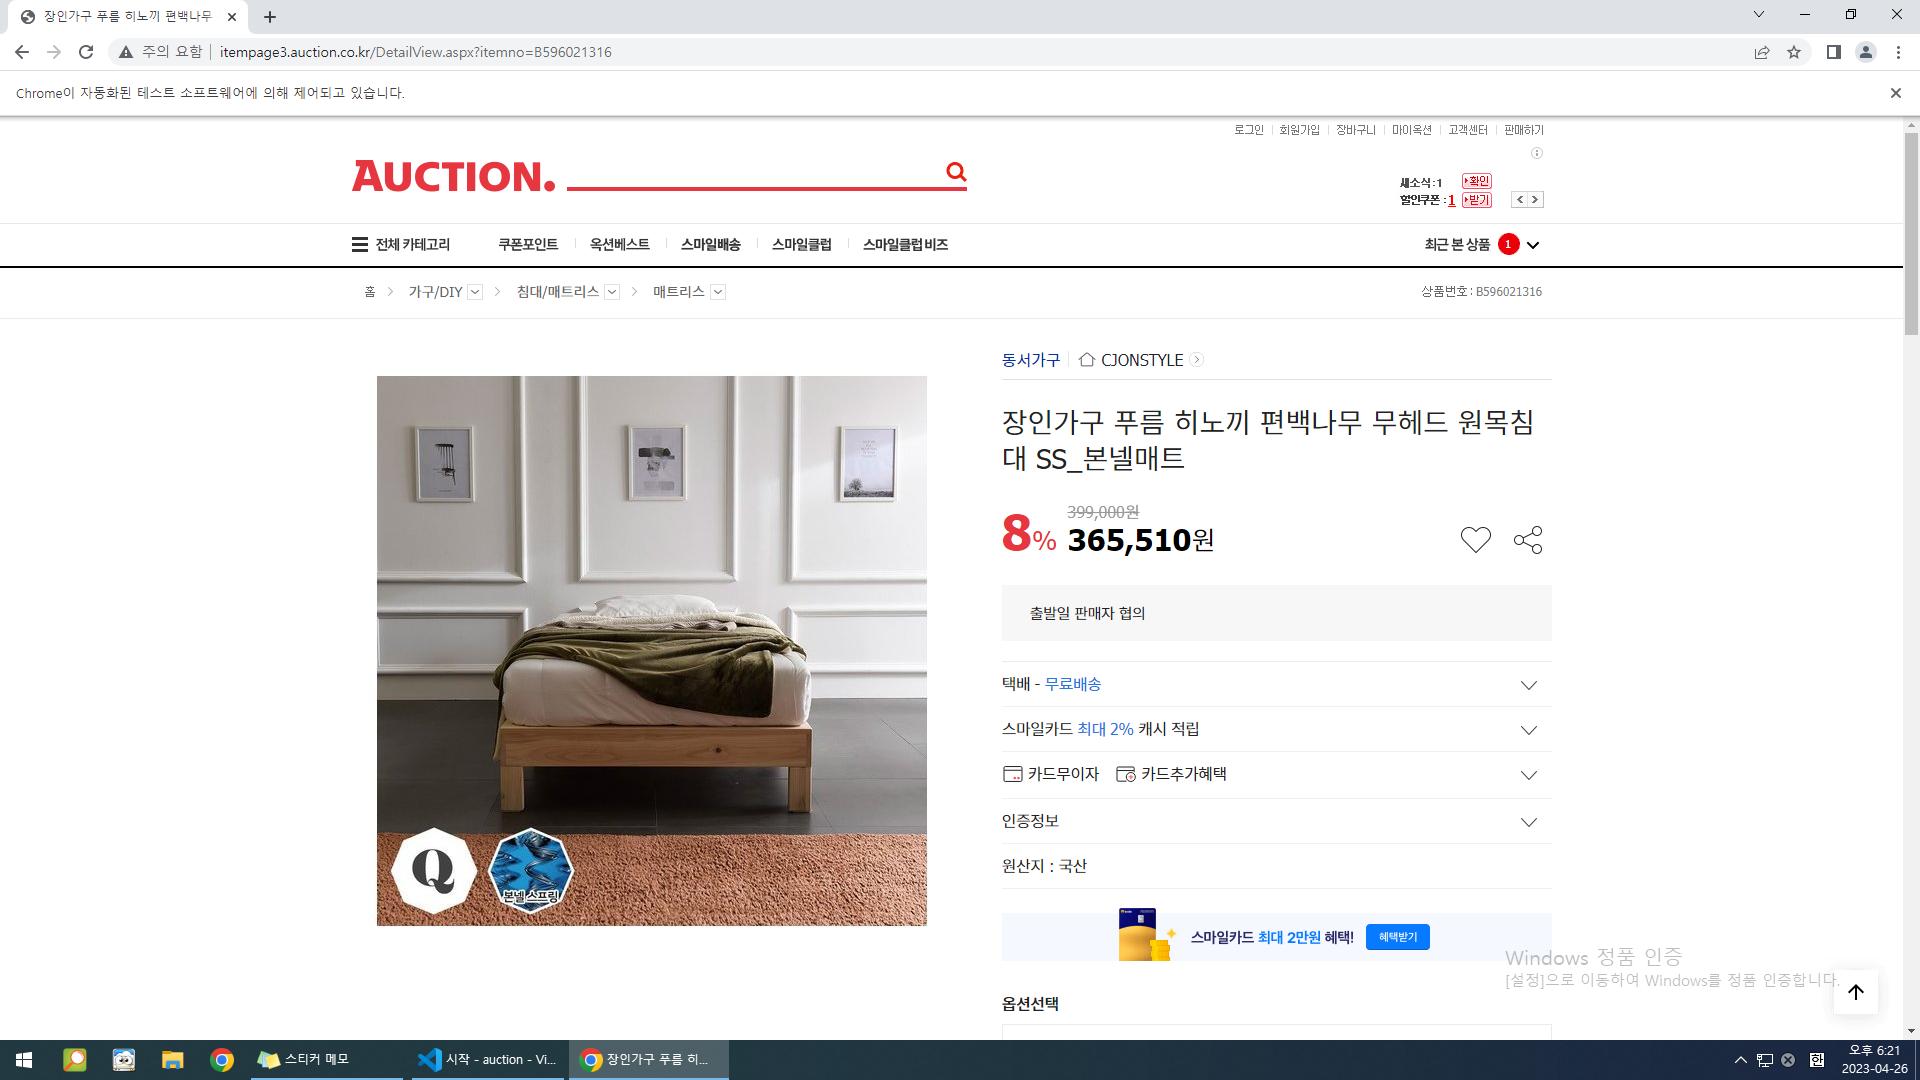 장인가구 푸름 히노끼 편백나무
주의 요함
itempage3.auction.co.kr/DetailView.aspx?itemno=B596021316
Chrome이 자동화된 테스트 소프트웨어에 의해 제어되고 있습니다.
로그인 회원가입 장바구니 마이옥션 고객센터 판매하기
AUCTION.
새소식:1 확인
할인쿠폰 : 1 받기
전체 카테고리 쿠폰포인트 옥션베스트 스마일배송 스마일클럽 스마일클럽 비즈 최근 본 상품 1
홈 > 가구/DIY > 침대/매트리스 > 매트리스 상품번호 : B596021316
동서가구 CJONSTYLE
장인가구 푸름 히노끼 편백나무 무헤드 원목침
대 SS_본넬매트
399,000원
8% 365,510원
출발일 판매자 협의
택배 - 무료배송
스마일카드 최대 2% 캐시 적립
카드무이자 카드추가혜택
인증정보
원산지 : 국산
Q
본넬스프링
스마일카드 최대 2만원 혜택! 혜택받기
Windows 정품 인증
[설정]으로 이동하여 Windows를 정품 인증합니다.
옵션선택
스티커 메모
시작 - auction - Vi...
장인가구 푸름 히...
한
오후 6:21
2023-04-26